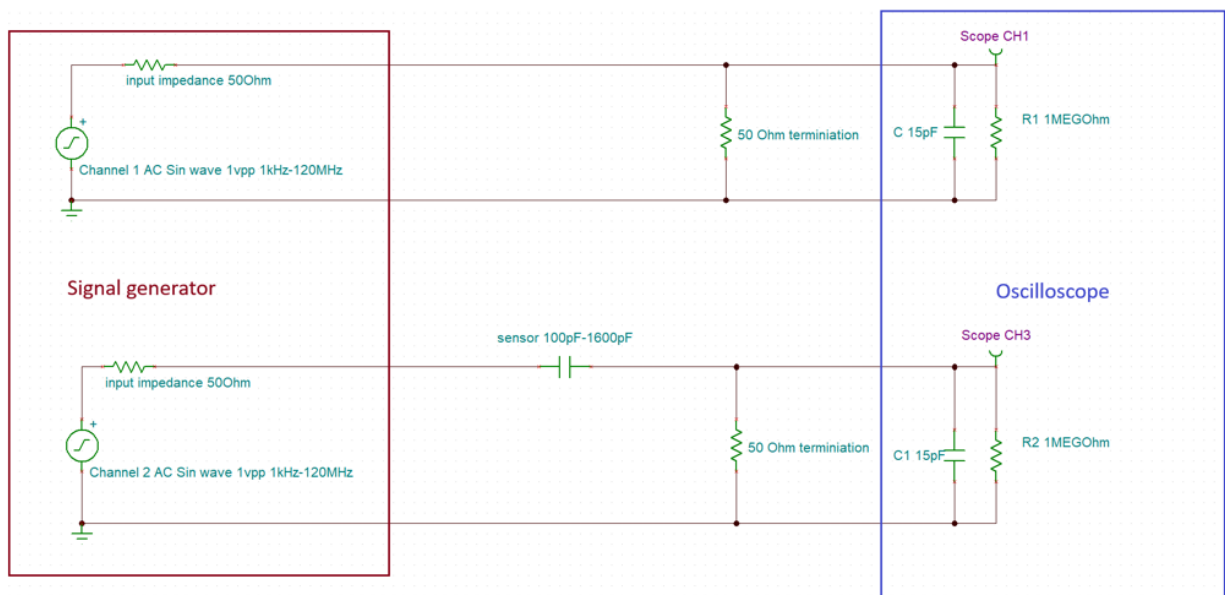 Scope CH1
input impedance 50Ohm
50 Ohm terminiation
C 15pF
R1 1MEGOhm
+
Channel 1 AC Sin wave 1vpp 1kHz-120MHz
Signal generator
Oscilloscope
sensor 100pF-1600pF
Scope CH3
input impedance 50Ohm
+
50 Ohm terminiation
C1 15pF
R2 1MEGOhm
Channel 2 AC Sin wave 1vpp 1kHz-120MHz